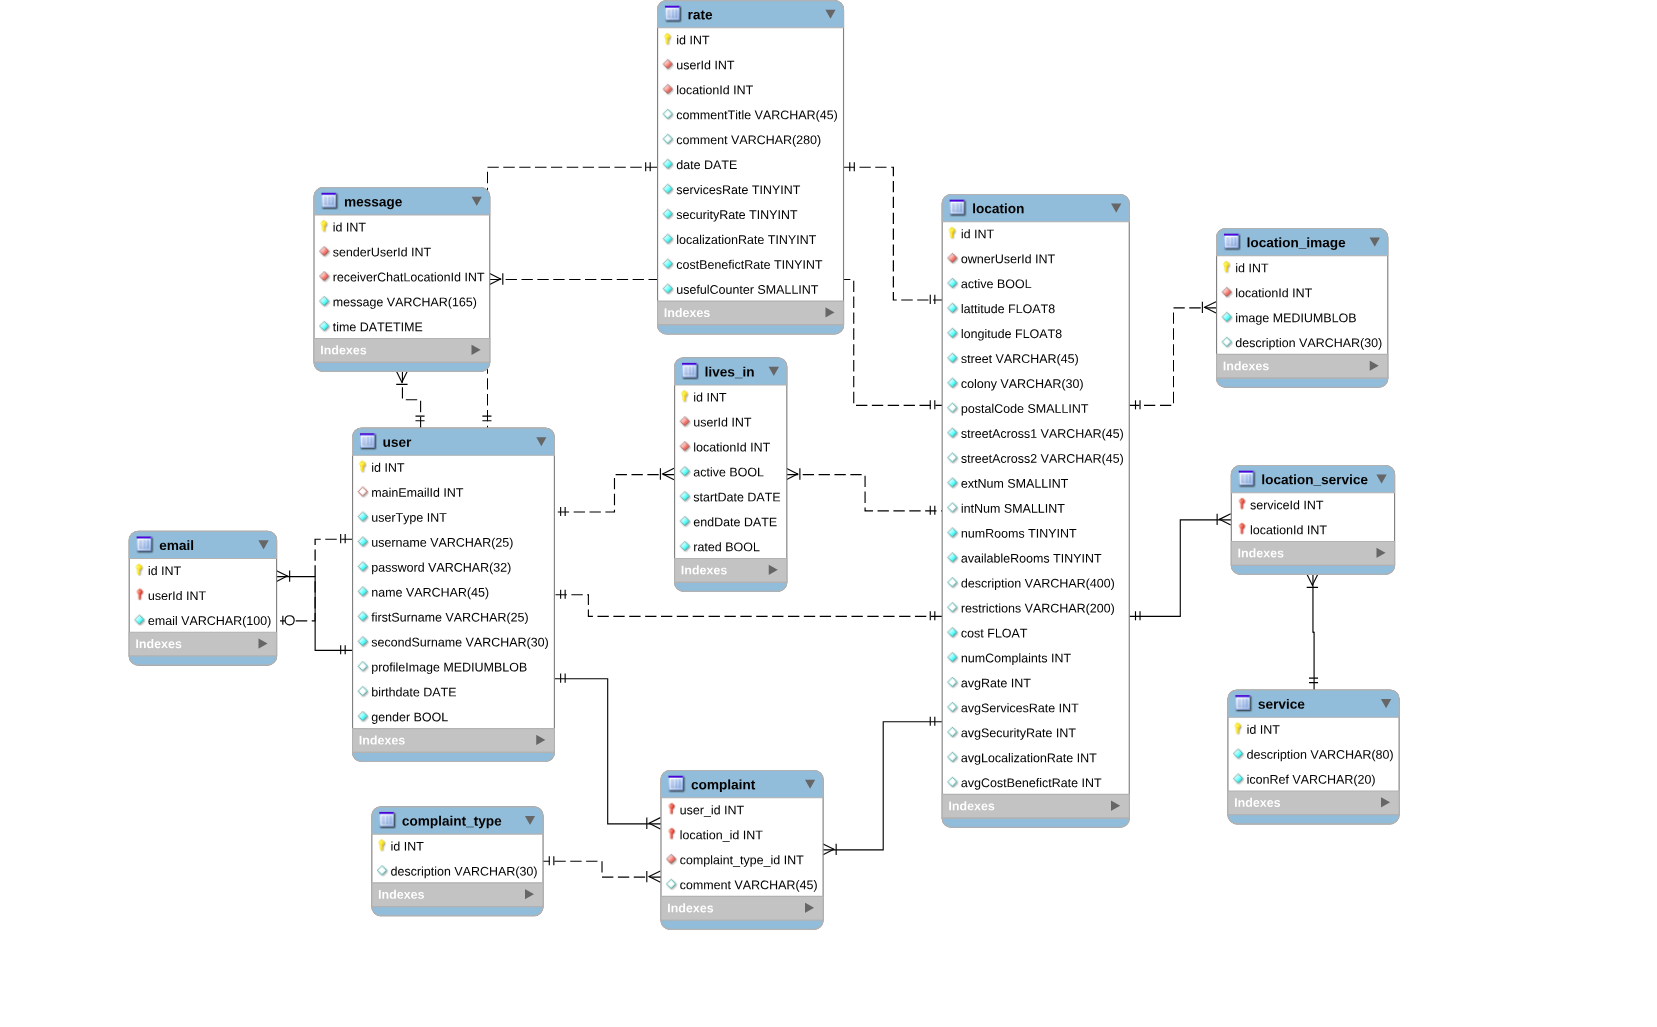 rate
id INT
userId INT
locationId INT
commentTitle VARCHAR(45)
comment VARCHAR(280)
date DATE
servicesRate TINYINT
securityRate TINYINT
localizationRate TINYINT
costBenefictRate TINYINT
usefulCounter SMALLINT
Indexes
message
id INT
senderUserId INT
receiverChatLocationId INT
message VARCHAR(165)
time DATETIME
Indexes
location
id INT
ownerUserId INT
active BOOL
lattitude FLOAT8
longitude FLOAT8
street VARCHAR(45)
colony VARCHAR(30)
postalCode SMALLINT
streetAcross1 VARCHAR(45)
streetAcross2 VARCHAR(45)
extNum SMALLINT
intNum SMALLINT
numRooms TINYINT
availableRooms TINYINT
description VARCHAR(400)
restrictions VARCHAR(200)
cost FLOAT
numComplaints INT
avgRate INT
avgServicesRate INT
avgSecurityRate INT
avgLocalizationRate INT
avgCostBenefictRate INT
Indexes
location_image
id INT
locationId INT
image MEDIUMBLOB
description VARCHAR(30)
Indexes
lives_in
id INT
userId INT
locationId INT
active BOOL
startDate DATE
endDate DATE
rated BOOL
Indexes
user
id INT
mainEmailId INT
userType INT
username VARCHAR(25)
password VARCHAR(32)
name VARCHAR(45)
firstSurname VARCHAR(25)
secondSurname VARCHAR(30)
profileImage MEDIUMBLOB
birthdate DATE
gender BOOL
Indexes
location_service
serviceId INT
locationId INT
Indexes
email
id INT
userId INT
email VARCHAR(100)
Indexes
service
id INT
description VARCHAR(80)
iconRef VARCHAR(20)
Indexes
complaint
user_id INT
location_id INT
complaint_type_id INT
comment VARCHAR(45)
Indexes
complaint_type
id INT
description VARCHAR(30)
Indexes